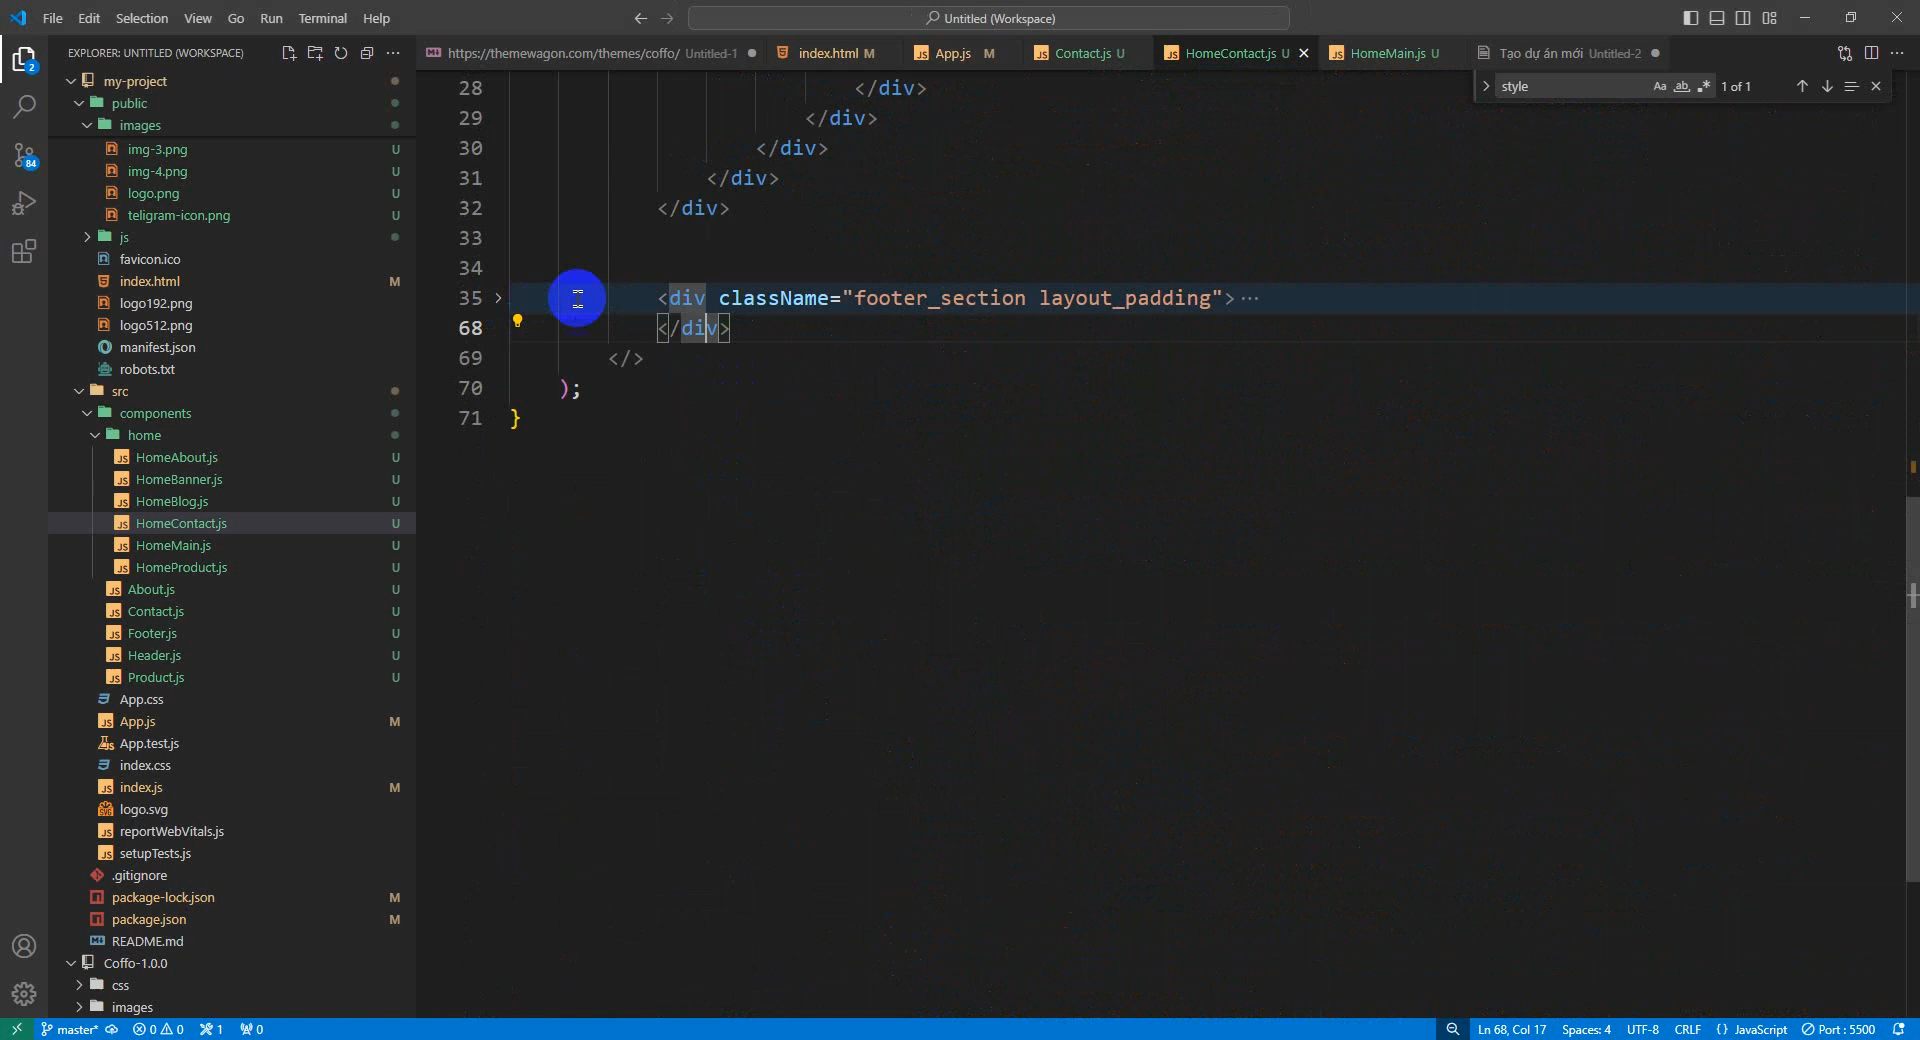 File Edit Selection View Go Run Terminal Help
Untitled (Workspace)
EXPLORER: UNTITLED (WORKSPACE)
https://themewagon.com/themes/coffo/ Untitled-1
index.html M
App.js M
Contact.js U
HomeContact.js U
HomeMain.js U
Tạo dự án mới Untitled-2
style
Aa ab 1 of 1
my-project
public
images
img-3.png U
img-4.png U
logo.png U
teligram-icon.png U
js
favicon.ico
index.html M
logo192.png
logo512.png
manifest.json
robots.txt
src
components
home
HomeAbout.js U
HomeBanner.js U
HomeBlog.js U
HomeContact.js U
HomeMain.js U
HomeProduct.js U
About.js U
Contact.js U
Footer.js U
Header.js U
Product.js U
App.css
App.js M
App.test.js
index.css
index.js M
logo.svg
reportWebVitals.js
setupTests.js
.gitignore
package-lock.json M
package.json M
README.md
Coffo-1.0.0
css
images
2
84
28 </div>
29 </div>
30 </div>
31 </div>
32 </div>
33
34
35 <div className="footer_section layout_padding">···
68 </div>
69 </>
70 );
71 }
master* 0 0 1 0
Ln 68, Col 17 Spaces: 4 UTF-8 CRLF {} JavaScript Port : 5500